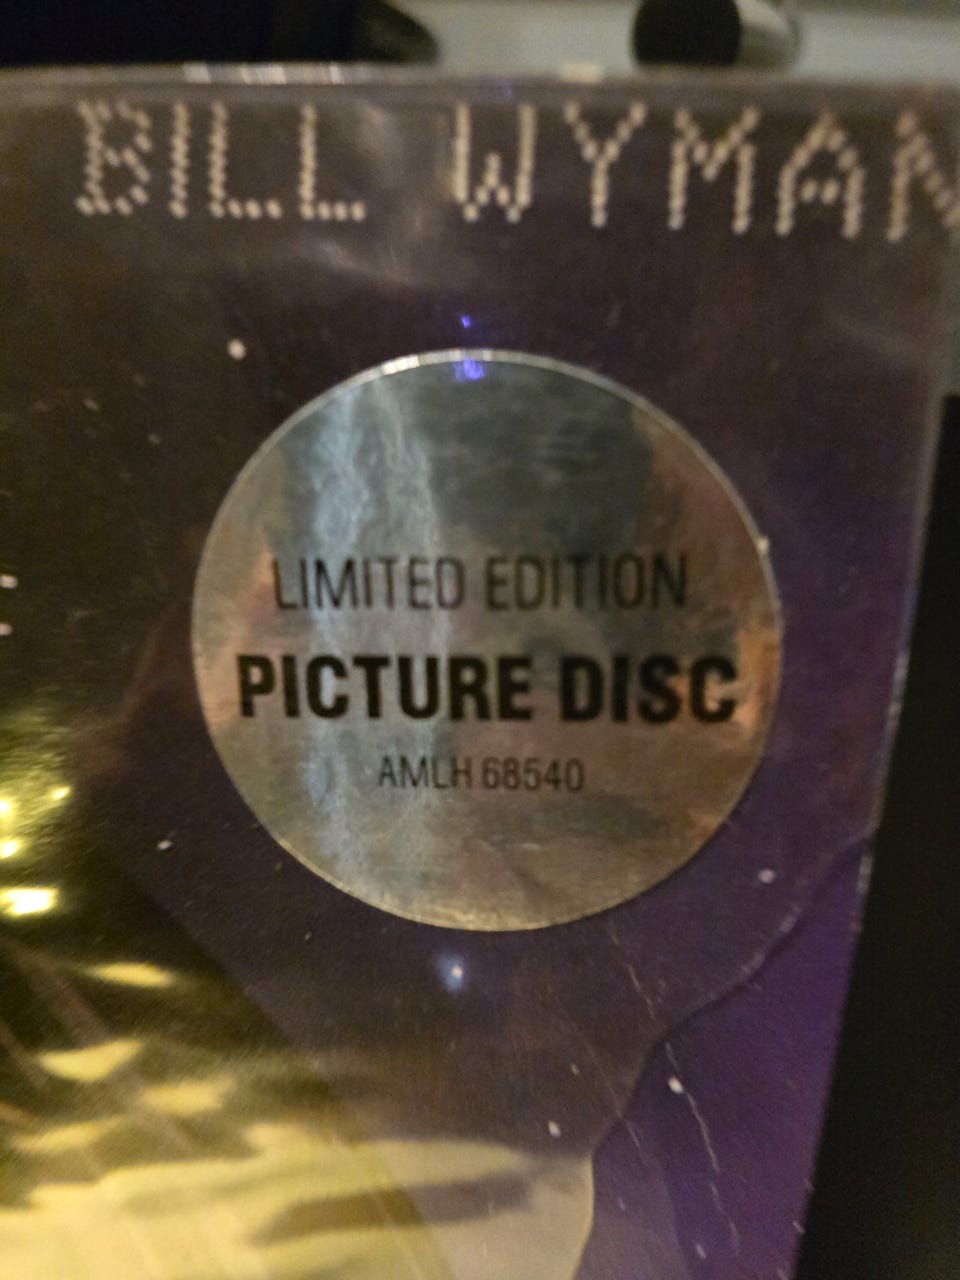 BILL WYMAN
LIMITED EDITION
PICTURE DISC
AMLH 68540